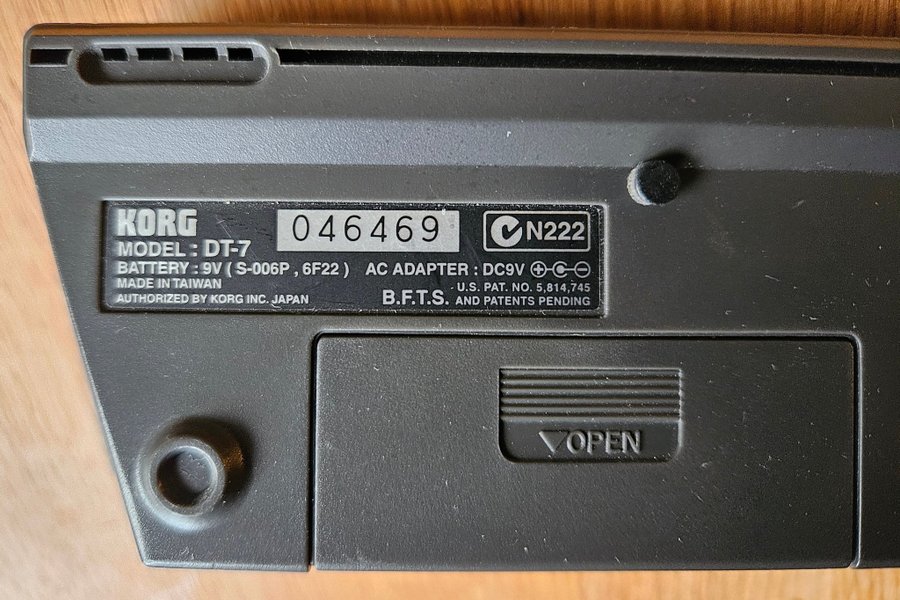 KORG 046469 N222
MODEL : DT-7
BATTERY : 9V ( S-006P , 6F22 ) AC ADAPTER : DC9V
MADE IN TAIWAN U.S. PAT. NO. 5,814,745
AUTHORIZED BY KORG INC. JAPAN B.F.T.S. AND PATENTS PENDING
OPEN